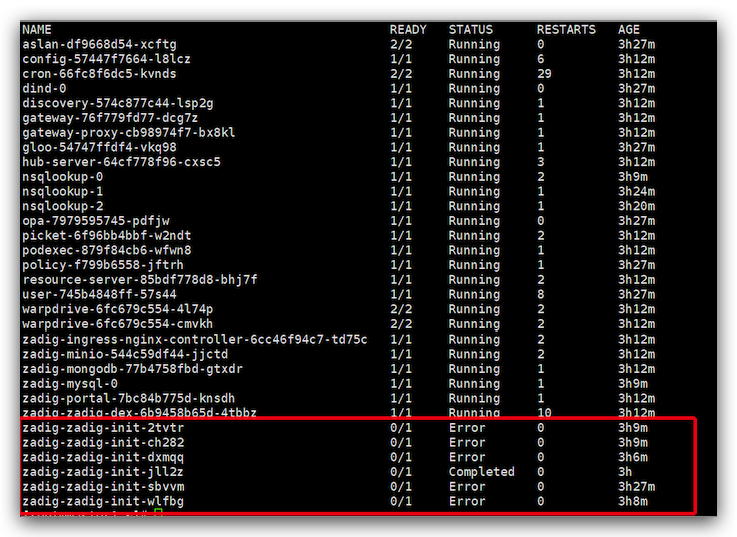 NAME READY STATUS RESTARTS AGE
aslan-df9668d54-xcftg 2/2 Running 0 3h27m
config-57447f7664-l8lcz 1/1 Running 6 3h12m
cron-66fc8f6dc5-kvnds 2/2 Running 29 3h12m
dind-0 1/1 Running 0 3h27m
discovery-574c877c44-lsp2g 1/1 Running 1 3h12m
gateway-76f779fd77-dcg7z 1/1 Running 1 3h12m
gateway-proxy-cb98974f7-bx8kl 1/1 Running 1 3h12m
gloo-54747ffdf4-vkq98 1/1 Running 1 3h27m
hub-server-64cf778f96-cxsc5 1/1 Running 3 3h12m
nsqlookup-0 1/1 Running 2 3h9m
nsqlookup-1 1/1 Running 1 3h24m
nsqlookup-2 1/1 Running 1 3h20m
opa-7979595745-pdfjw 1/1 Running 0 3h27m
picket-6f96bb4bbf-w2ndt 1/1 Running 2 3h12m
podexec-879f84cb6-wfwn8 1/1 Running 1 3h12m
policy-f799b6558-jftrh 1/1 Running 1 3h27m
resource-server-85bdf778d8-bhj7f 1/1 Running 2 3h12m
user-745b4848ff-57s44 1/1 Running 8 3h27m
warpdrive-6fc679c554-4l74p 2/2 Running 2 3h12m
warpdrive-6fc679c554-cmvkh 2/2 Running 2 3h12m
zadig-ingress-nginx-controller-6cc46f94c7-td75c 1/1 Running 2 3h12m
zadig-minio-544c59df44-jjctd 1/1 Running 2 3h12m
zadig-mongodb-77b4758fbd-gtxdr 1/1 Running 1 3h12m
zadig-mysql-0 1/1 Running 1 3h9m
zadig-portal-7bc84b775d-knsdh 1/1 Running 1 3h12m
zadig-zadig-dex-6b9458b65d-4tbbz 1/1 Running 10 3h12m
zadig-zadig-init-2tvtr 0/1 Error 0 3h9m
zadig-zadig-init-ch282 0/1 Error 0 3h9m
zadig-zadig-init-dxmqq 0/1 Error 0 3h6m
zadig-zadig-init-jll2z 0/1 Completed 0 3h
zadig-zadig-init-sbvvm 0/1 Error 0 3h27m
zadig-zadig-init-wlfbg 0/1 Error 0 3h8m